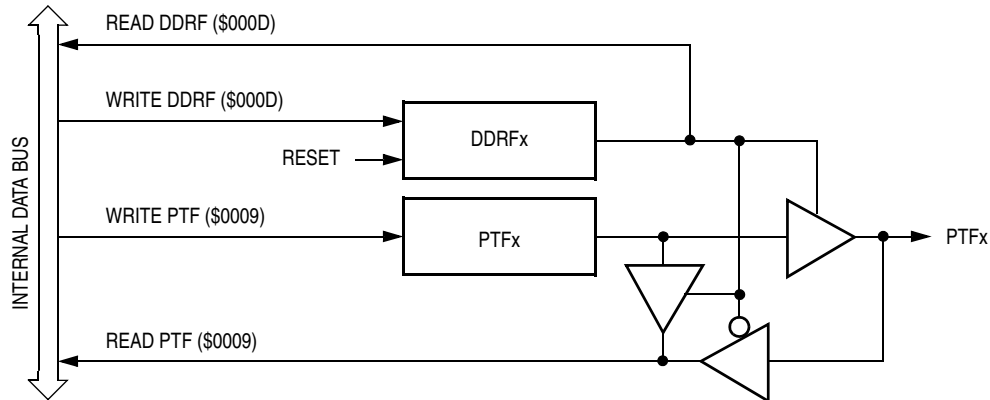 READ DDRF ($000D)
WRITE DDRF ($000D)
DDRFx
RESET
WRITE PTF ($0009)
PTFx
PTFx
READ PTF ($0009)
INTERNAL DATA BUS